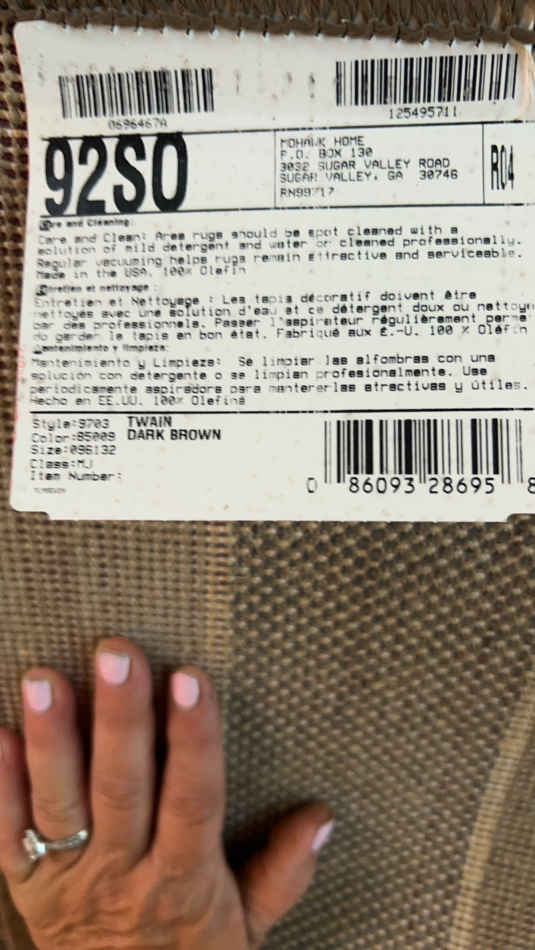 0696467A
125495711
92SO
MOHAWK HOME
P.O. BOX 130
3032 SUGAR VALLEY ROAD
SUGAR VALLEY, GA 30746
R04
Care and Cleaning:
Care and Clean: Area rugs should be spot cleaned with a
solution of mild detergent and water or cleaned professionally.
Regular vacuuming helps rugs remain attractive and serviceable.
Made in the USA. 100% Olefin
Entretien et nettoyage :
Entretien et Nettoyage : Les tapis décoratif doivent être
nettoyés avec une solution d'eau et de détergent doux ou nettoy
par des professionnels. Passer l'aspirateur régulièrement perme
do garder le tapis en bon état. Fabriqué aux É.-U. 100 % Oléfin
Mantenimiento y limpieza:
Mantenimiento y Limpieza: Se limpiar las alfombras con una
solución con detergente o se limpian profesionalmente. Use
periodicamente aspiradora para mantenerlas atractivas y útiles.
Hecho en EE.UU. 100% Olefina
Style:9703 TWAIN
Color:85009 DARK BROWN
Size:096132
Class:MJ
Item Number:
0 86093 28695 8